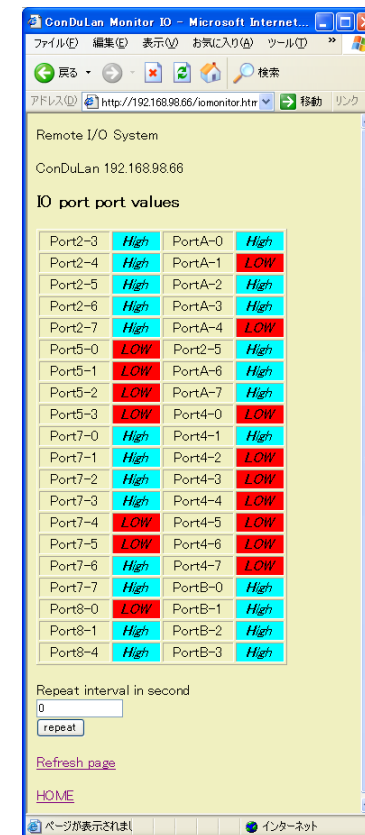 ConDuLan Monitor IO - Microsoft Internet...
ファイル(F) 編集(E) 表示(V) お気に入り(A) ツール(T) »
戻る 検索
アドレス(D) http://192.168.98.66/iomonitor.htm 移動 リンク
Remote I/O System
ConDuLan 192.168.98.66
IO port port values
Port2-3 High PortA-0 High
Port2-4 High PortA-1 LOW
Port2-5 High PortA-2 High
Port2-6 High PortA-3 High
Port2-7 High PortA-4 LOW
Port5-0 LOW Port2-5 High
Port5-1 LOW PortA-6 High
Port5-2 LOW PortA-7 High
Port5-3 LOW Port4-0 LOW
Port7-0 High Port4-1 High
Port7-1 High Port4-2 LOW
Port7-2 High Port4-3 LOW
Port7-3 High Port4-4 LOW
Port7-4 LOW Port4-5 LOW
Port7-5 LOW Port4-6 LOW
Port7-6 High Port4-7 LOW
Port7-7 High PortB-0 High
Port8-0 LOW PortB-1 High
Port8-1 High PortB-2 High
Port8-4 High PortB-3 High
Repeat interval in second
0
repeat
Refresh page
HOME
ページが表示されまし インターネット